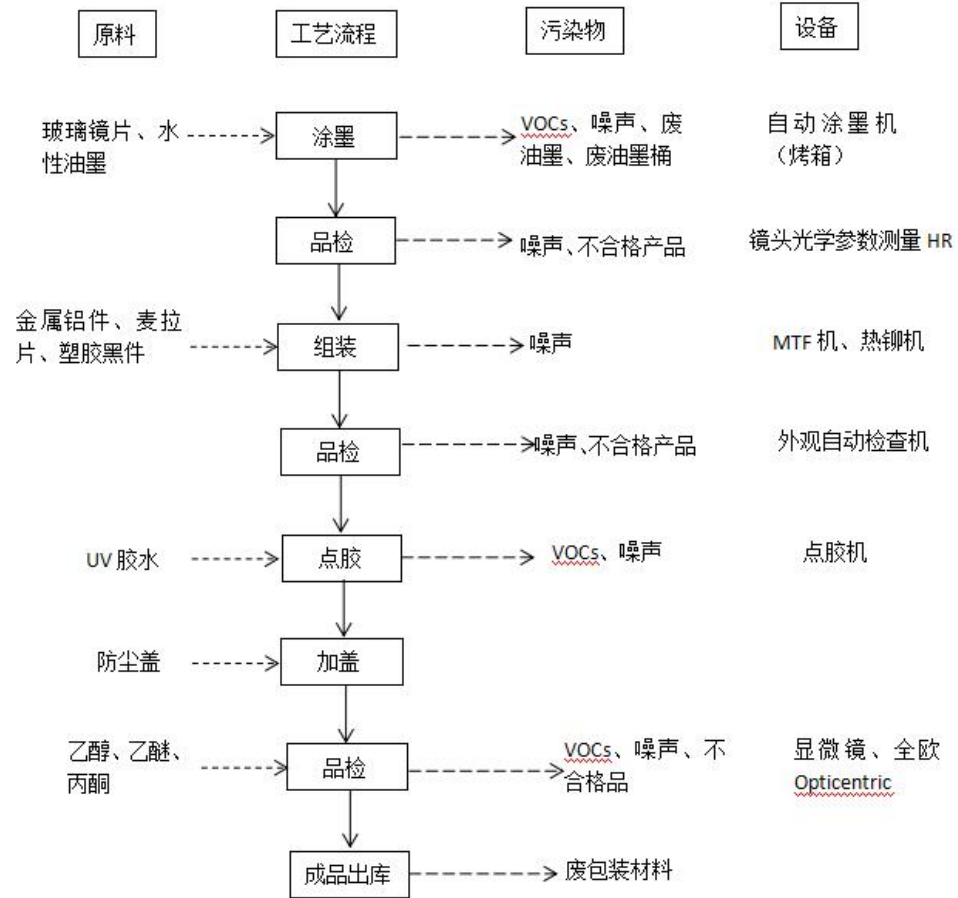 原料
工艺流程
污染物
设备
玻璃镜片、水
性油墨
涂墨
VOCs、噪声、废
油墨、废油墨桶
自动涂墨机
（烤箱）
品检
噪声、不合格产品
镜头光学参数测量 HR
金属铝件、麦拉
片、塑胶黑件
组装
噪声
MTF 机、热铆机
品检
噪声、不合格产品
外观自动检查机
UV 胶水
点胶
VOCs、噪声
点胶机
防尘盖
加盖
乙醇、乙醚、
丙酮
品检
VOCs、噪声、不
合格品
显微镜、全欧
Opticentric
成品出库
废包装材料